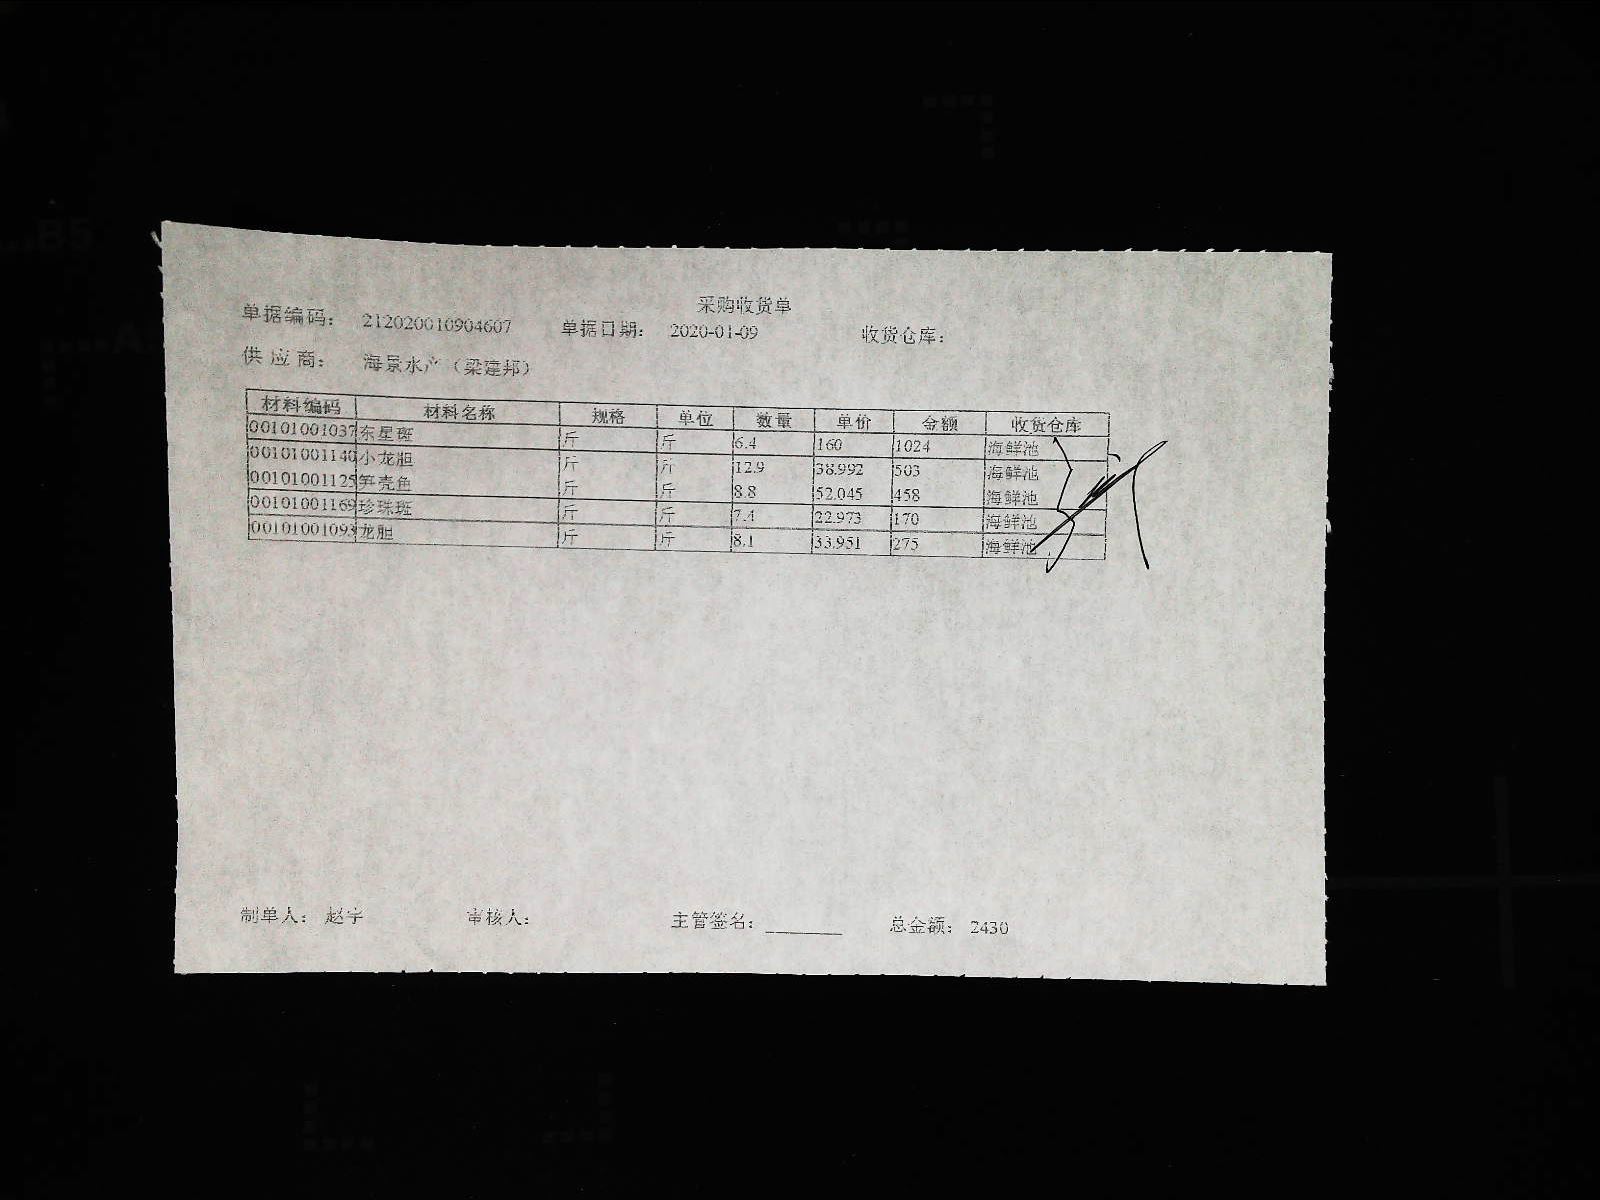 采购收货单
单据编码： 212020010904607 单据日期： 2020-01-09 收货仓库：
供 应 商： 海景水产（梁建邦）
材料编码 材料名称 规格 单位 数量 单价 金额 收货仓库
00101001037 东星斑 斤 斤 6.4 160 1024 海鲜池
00101001140 小龙胆 斤 斤 12.9 38.992 503 海鲜池
00101001125 笋壳鱼 斤 斤 8.8 52.045 458 海鲜池
00101001169 珍珠斑 斤 斤 7.4 22.973 170 海鲜池
00101001093 龙胆 斤 斤 8.1 33.951 275 海鲜池
制单人： 赵宇 审核人： 主管签名： ________ 总金额： 2430